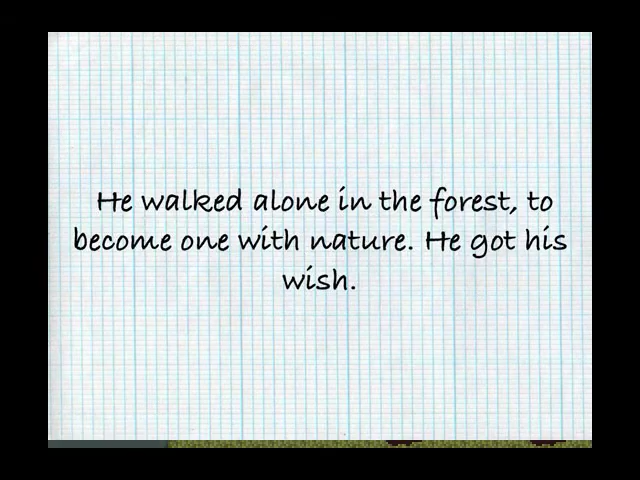 He walked alone in the forest, to
become one with nature. He got his
wish.